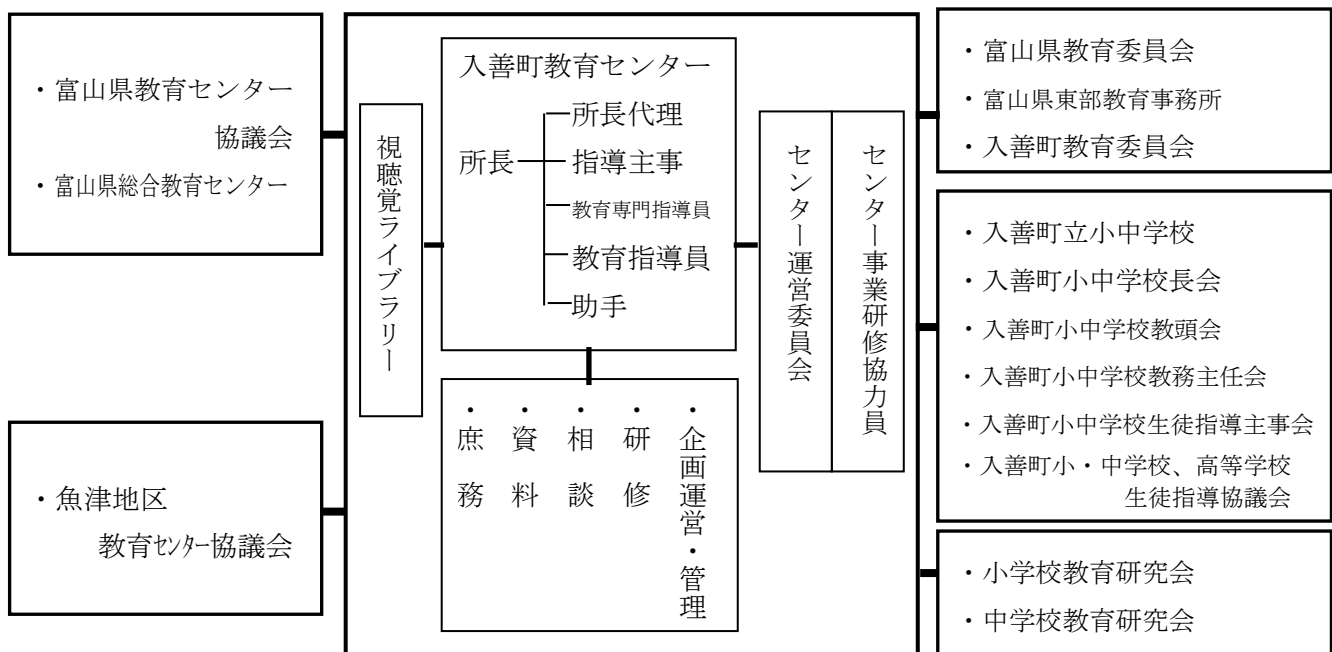 ・富山県教育センター
協議会
・富山県総合教育センター
・魚津地区
教育センター協議会
視聴覚ライブラリー
入善町教育センター
所長
所長代理
指導主事
教育専門指導員
教育指導員
助手
・企画運営・管理
・研修
・相談
・資料
・庶務
センター運営委員会
センター事業研修協力員
・富山県教育委員会
・富山県東部教育事務所
・入善町教育委員会
・入善町立小中学校
・入善町小中学校長会
・入善町小中学校教頭会
・入善町小中学校教務主任会
・入善町小中学校生徒指導主事会
・入善町小・中学校、高等学校
生徒指導協議会
・小学校教育研究会
・中学校教育研究会